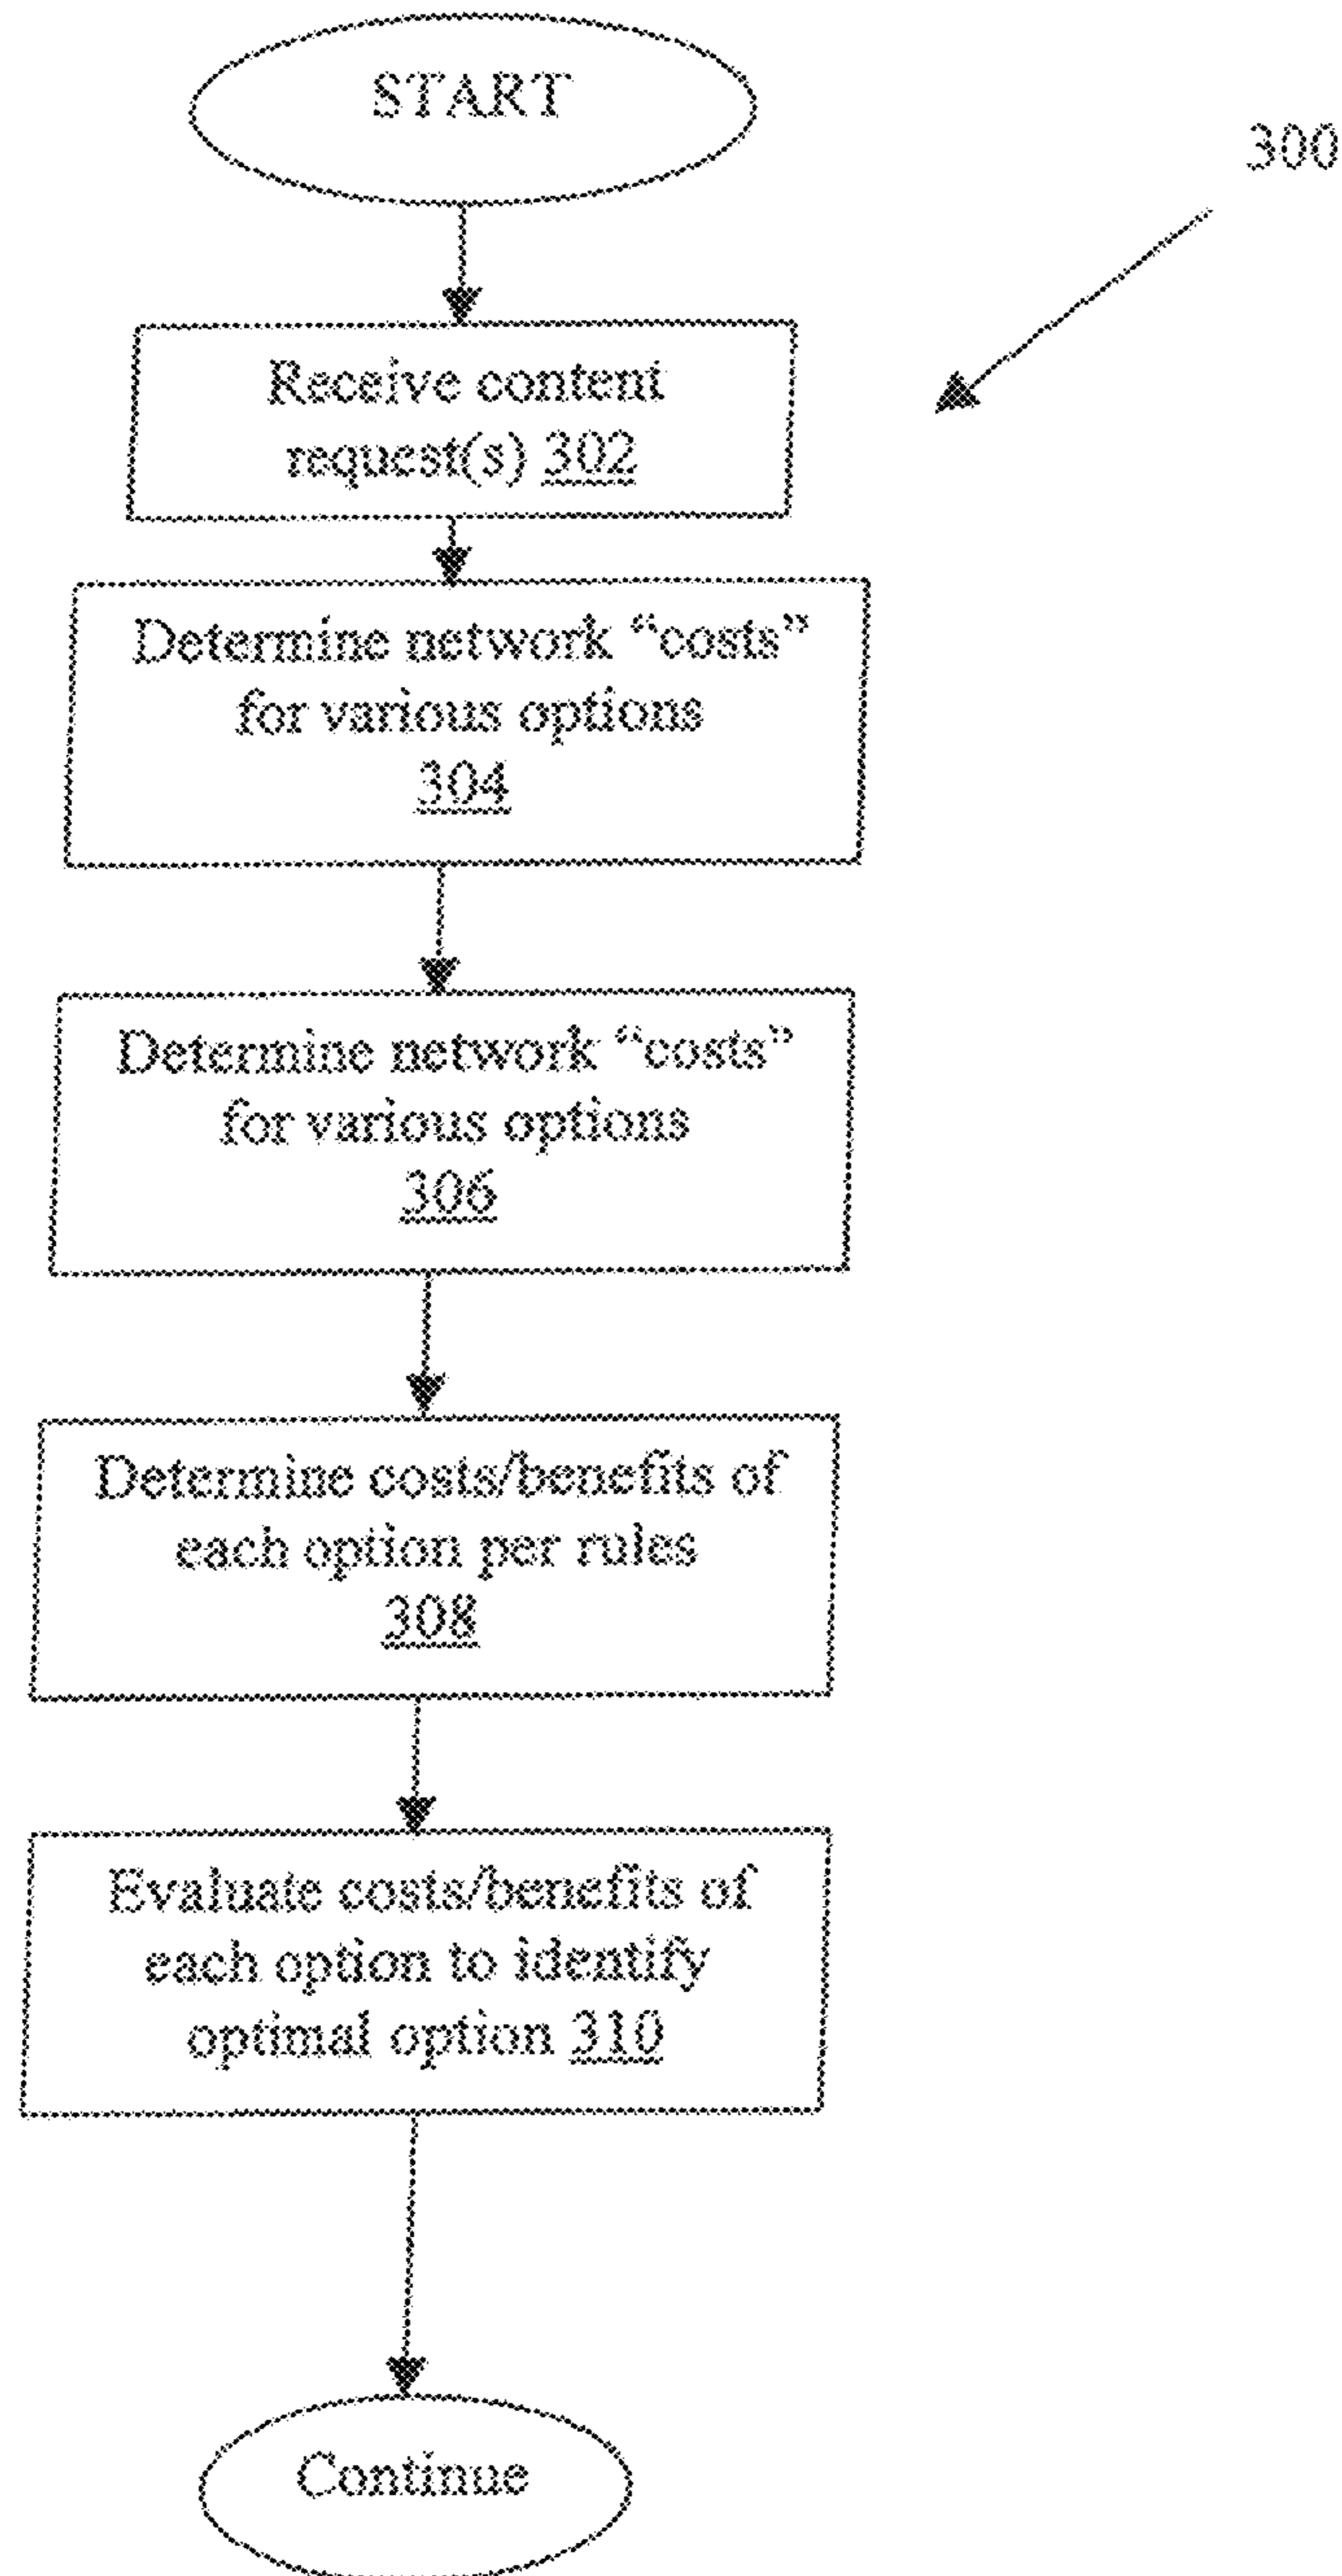 START
300
Receive content
request(s) 302
Determine network “costs”
for various options
304
Determine network “costs”
for various options
306
Determine costs/benefits of
each option per rules
308
Evaluate costs/benefits of
each option to identify
optimal option 310
Continue